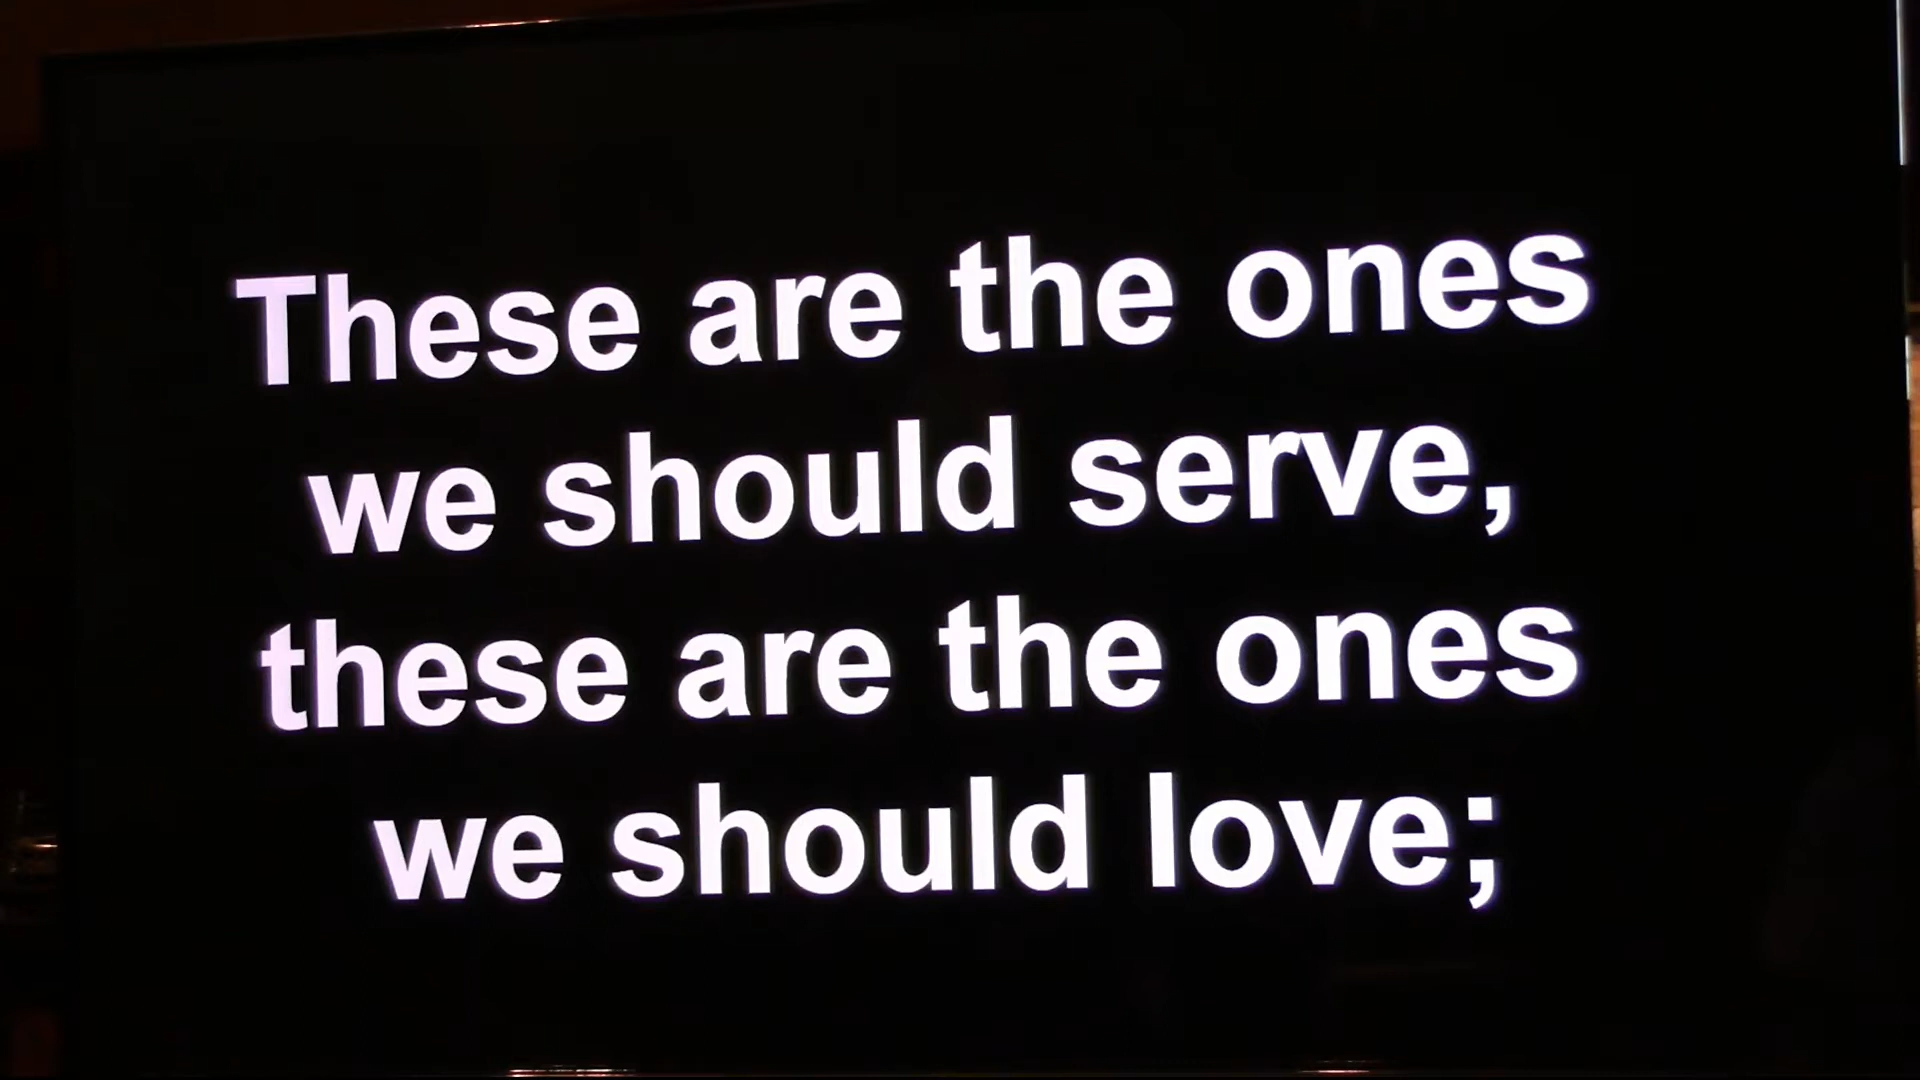 These are the ones
we should serve,
these are the ones
we should love;